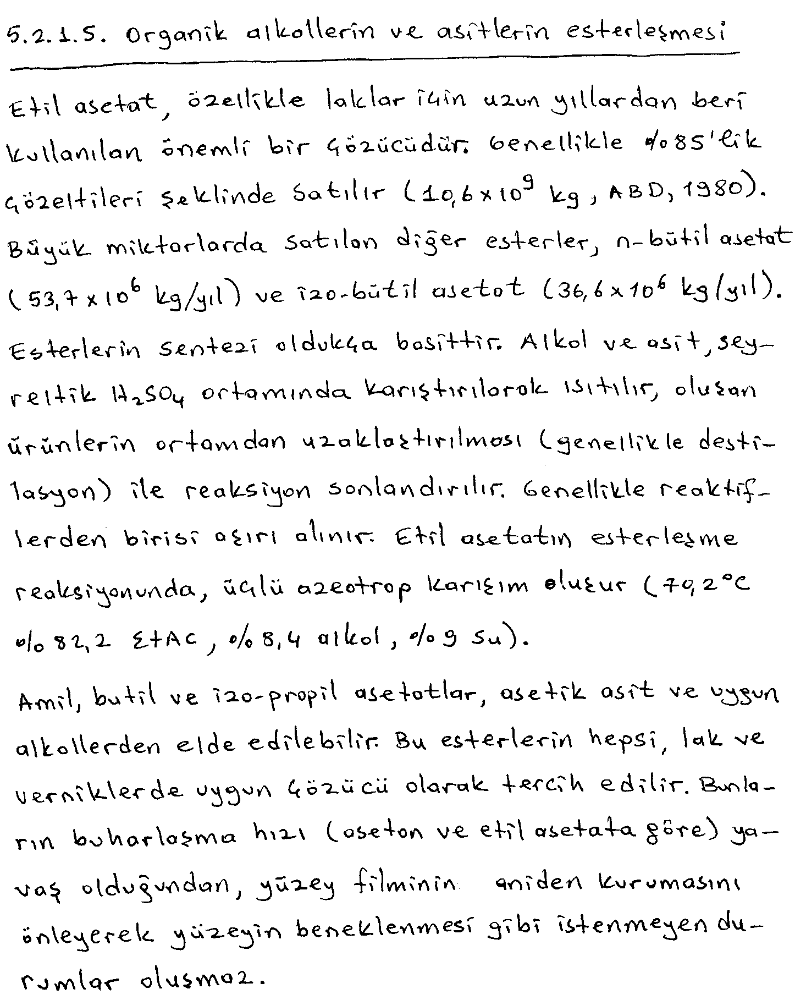 5.2.1.5. Organik alkollerin ve asitlerin esterleşmesi
Etil asetat, özellikle laklar için uzun yıllardan beri
kullanılan önemli bir çözücüdür. Genellikle %85'lik
çözeltileri şeklinde satılır (10,6x10⁹ kg, ABD, 1980).
Büyük miktarlarda satılan diğer esterler, n-bütil asetat
(53,7x10⁶ kg/yıl) ve izo-bütil asetat (36,6x10⁶ kg/yıl).
Esterlerin sentezi oldukça basittir. Alkol ve asit, sey-
reltik H₂SO₄ ortamında karıştırılarak ısıtılır, oluşan
ürünlerin ortamdan uzaklaştırılması (genellikle desti-
lasyon) ile reaksiyon sonlandırılır. Genellikle reaktif-
lerden birisi aşırı alınır. Etil asetatın esterleşme
reaksiyonunda, üçlü azeotrop karışım oluşur (70,2°C
%82,2 EtAC, %8,4 alkol, %9 su).
Amil, butil ve izo-propil asetatlar, asetik asit ve uygun
alkollerden elde edilebilir. Bu esterlerin hepsi, lak ve
verniklerde uygun çözücü olarak tercih edilir. Bunla-
rın buharlaşma hızı (aseton ve etil asetata göre) ya-
vaş olduğundan, yüzey filminin aniden kurumasını
önleyerek yüzeyin beneklenmesi gibi istenmeyen du-
rumlar oluşmaz.